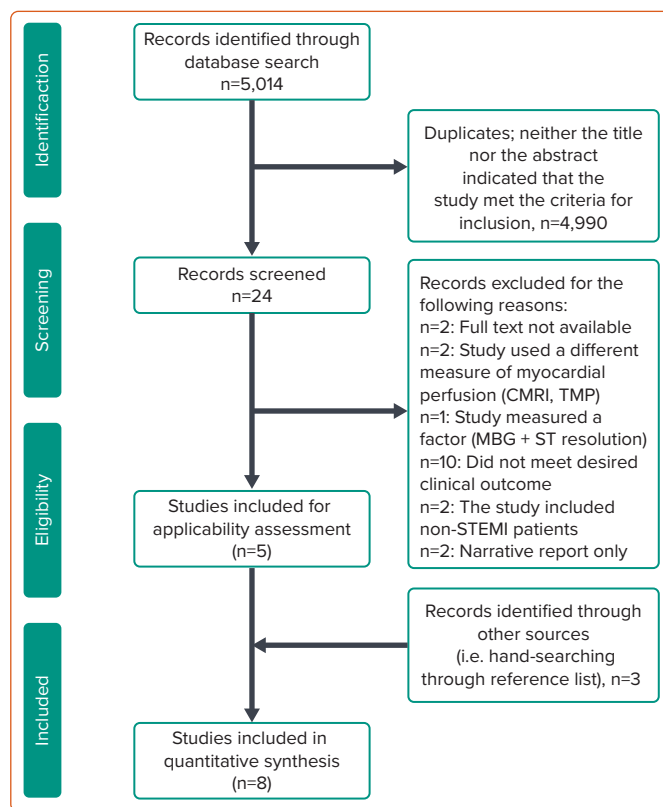 Identificaction
Records identified through
database search
n=5,014
Duplicates; neither the title
nor the abstract
indicated that the
study met the criteria for
inclusion, n=4,990
Screening
Records screened
n=24
Records excluded for the
following reasons:
n=2: Full text not available
n=2: Study used a different
measure of myocardial
perfusion (CMRI, TMP)
n=1: Study measured a
factor (MBG + ST resolution)
n=10: Did not meet desired
clinical outcome
n=2: The study included
non-STEMI patients
n=2: Narrative report only
Eligibility
Studies included for
applicability assessment
(n=5)
Records identified through
other sources
(i.e. hand-searching
through reference list), n=3
Included
Studies included in
quantitative synthesis
(n=8)